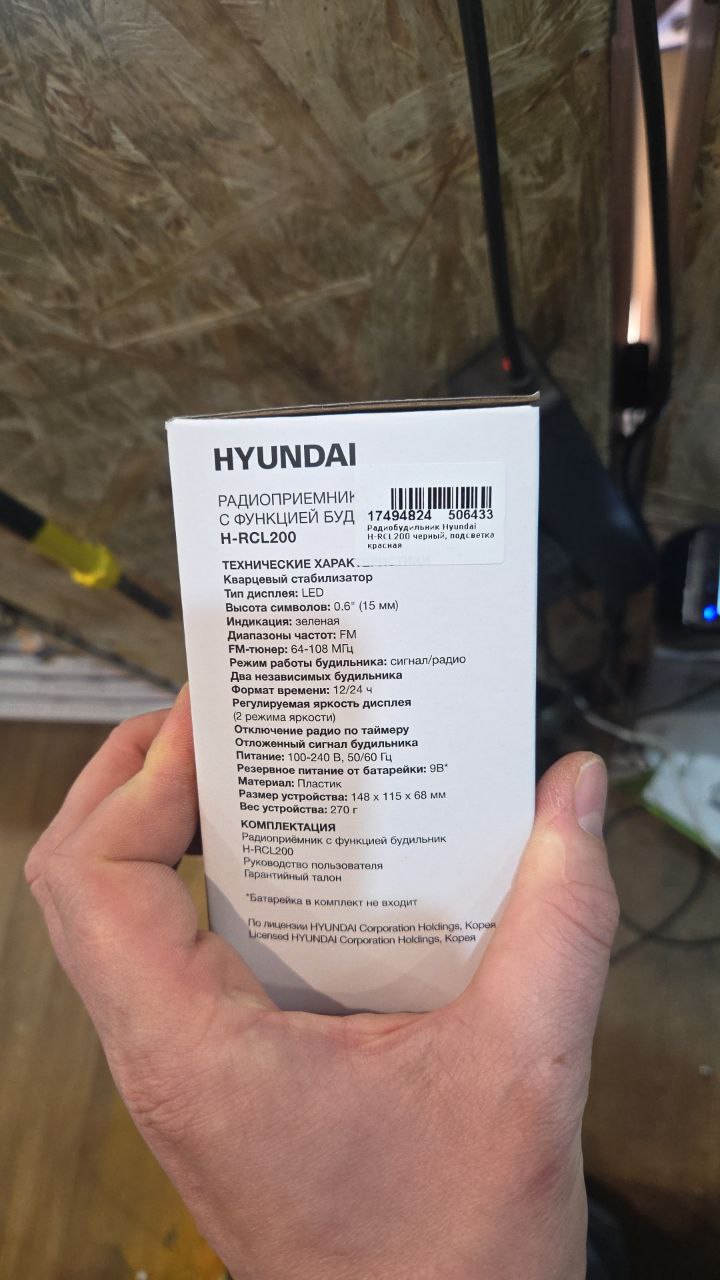 HYUNDAI
РАДИОПРИЕМНИК
С ФУНКЦИЕЙ БУД
H-RCL200
17494824 506433
Радиобудильник Hyundai
H-RCL200 черный, подсветка
красная
ТЕХНИЧЕСКИЕ ХАРАКТ
Кварцевый стабилизатор
Тип дисплея: LED
Высота символов: 0.6" (15 мм)
Индикация: зеленая
Диапазоны частот: FM
FM-тюнер: 64-108 МГц
Режим работы будильника: сигнал/радио
Два независимых будильника
Формат времени: 12/24 ч
Регулируемая яркость дисплея
(2 режима яркости)
Отключение радио по таймеру
Отложенный сигнал будильника
Питание: 100-240 В, 50/60 Гц
Резервное питание от батарейки: 9В*
Материал: Пластик
Размер устройства: 148 x 115 x 68 мм
Вес устройства: 270 г
КОМПЛЕКТАЦИЯ
Радиоприёмник с функцией будильник
H-RCL200
Руководство пользователя
Гарантийный талон
*Батарейка в комплект не входит
По лицензии HYUNDAI Corporation Holdings, Корея
Licensed HYUNDAI Corporation Holdings, Корея